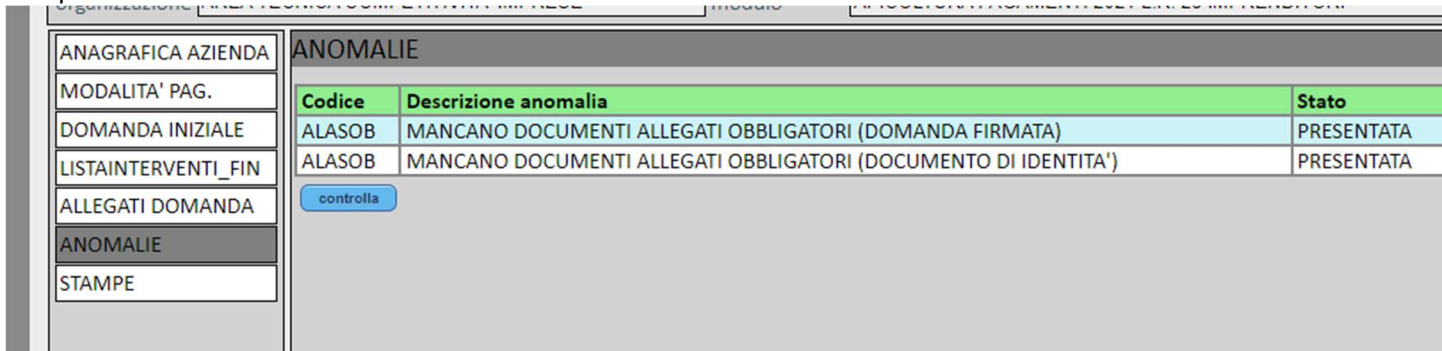 ANAGRAFICA AZIENDA
MODALITA' PAG.
DOMANDA INIZIALE
LISTAINTERVENTI_FIN
ALLEGATI DOMANDA
ANOMALIE
STAMPE
ANOMALIE
Codice Descrizione anomalia Stato
ALASOB MANCANO DOCUMENTI ALLEGATI OBBLIGATORI (DOMANDA FIRMATA) PRESENTATA
ALASOB MANCANO DOCUMENTI ALLEGATI OBBLIGATORI (DOCUMENTO DI IDENTITA') PRESENTATA
controlla